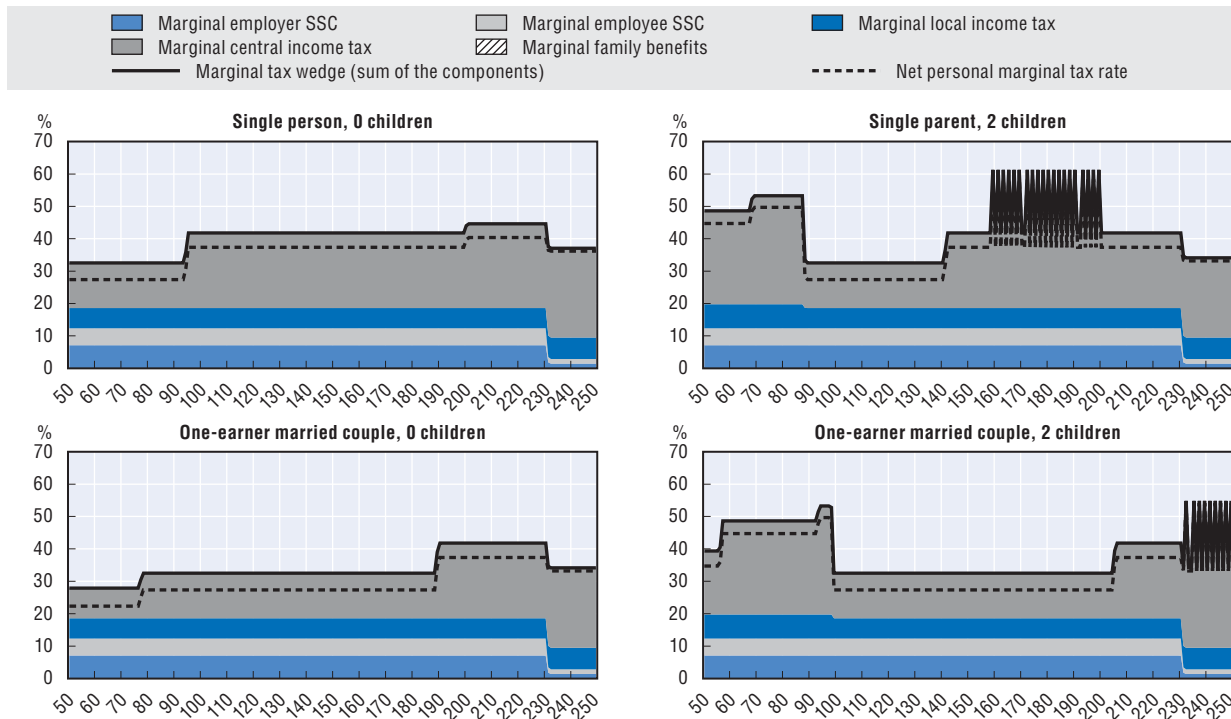 Marginal employer SSC Marginal employee SSC Marginal local income tax
Marginal central income tax Marginal family benefits
Marginal tax wedge (sum of the components) Net personal marginal tax rate
% Single person, 0 children
70
60
50
40
30
20
10
0
50 60 70 80 90 100 110 120 130 140 150 160 170 180 190 200 210 220 230 240 250
% Single parent, 2 children
70
60
50
40
30
20
10
0
50 60 70 80 90 100 110 120 130 140 150 160 170 180 190 200 210 220 230 240 250
% One-earner married couple, 0 children
70
60
50
40
30
20
10
0
50 60 70 80 90 100 110 120 130 140 150 160 170 180 190 200 210 220 230 240 250
% One-earner married couple, 2 children
70
60
50
40
30
20
10
0
50 60 70 80 90 100 110 120 130 140 150 160 170 180 190 200 210 220 230 240 250